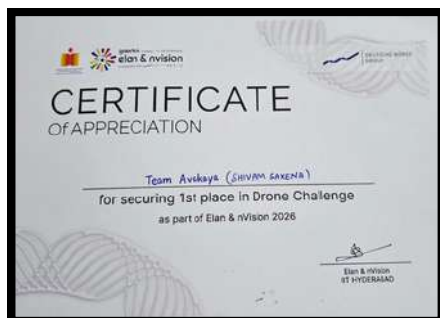 elan & nvision
CERTIFICATE
Of APPRECIATION
Team Avskaya (SHIVAM SAXENA)
for securing 1st place in Drone Challenge
as part of Elan & nVision 2026
Elan & nVision
IIT HYDERABAD